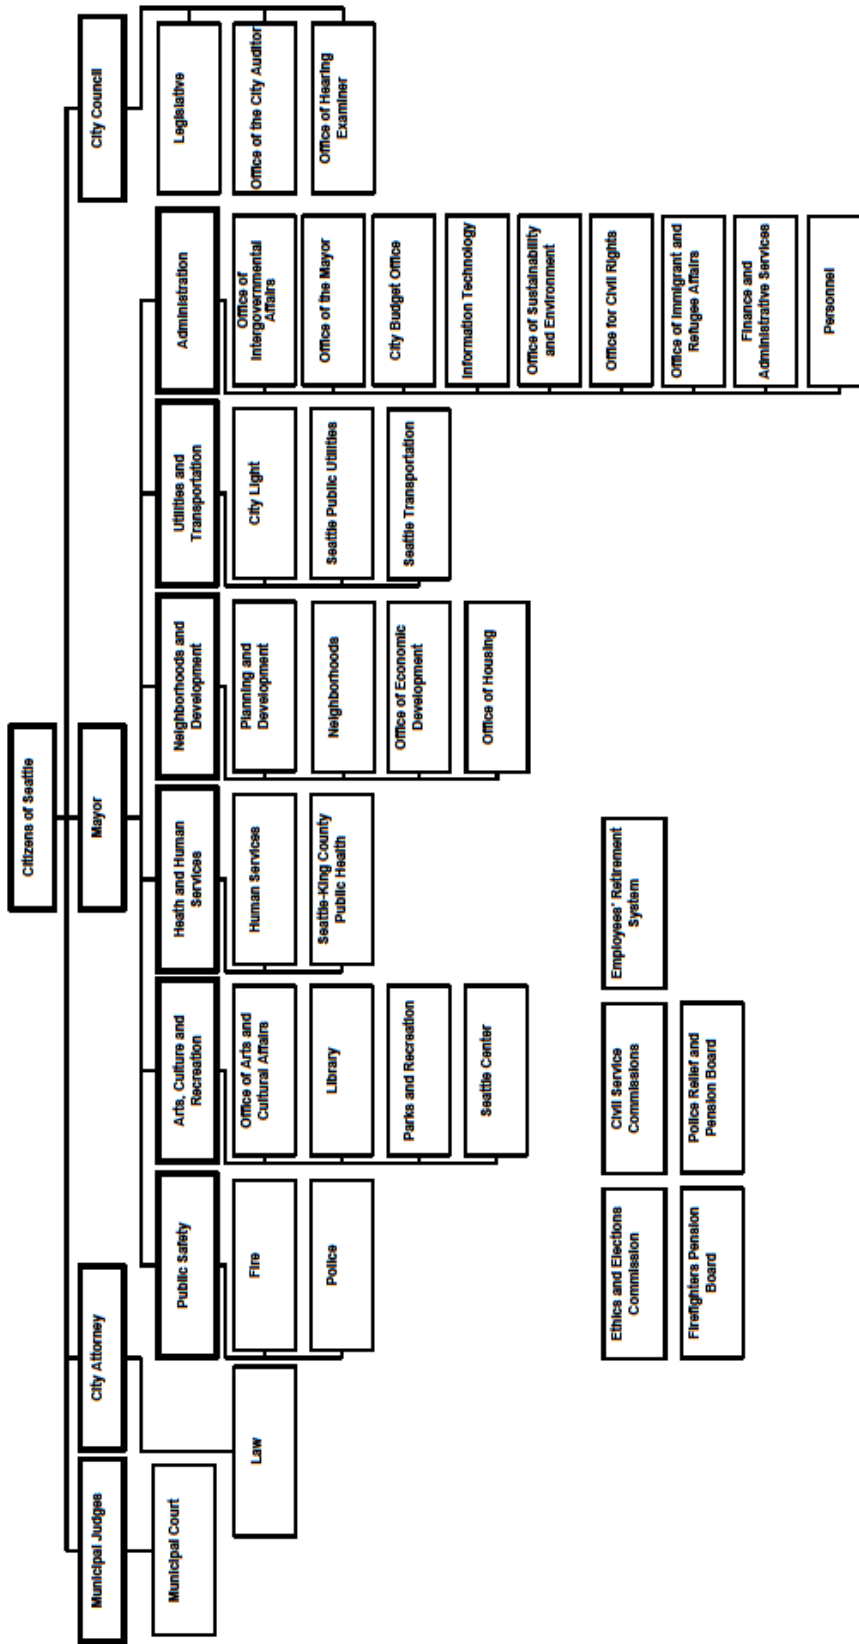 Citizens of Seattle
Municipal Judges
City Attorney
Mayor
City Council
Municipal Court
Law
Public Safety
Fire
Police
Arts, Culture and
Recreation
Office of Arts and
Cultural Affairs
Library
Parks and Recreation
Seattle Center
Heath and Human
Services
Human Services
Seattle-King County
Public Health
Neighborhoods and
Development
Planning and
Development
Neighborhoods
Office of Economic
Development
Office of Housing
Utilities and
Transportation
City Light
Seattle Public Utilities
Seattle Transportation
Administration
Office of
Intergovernmental
Affairs
Office of the Mayor
City Budget Office
Information Technology
Office of Sustainability
and Environment
Office for Civil Rights
Office of Immigrant and
Refugee Affairs
Finance and
Administrative Services
Personnel
Legislative
Office of the City Auditor
Office of Hearing
Examiner
Ethics and Elections
Commission
Civil Service
Commissions
Employees' Retirement
System
Firefighters Pension
Board
Police Relief and
Pension Board